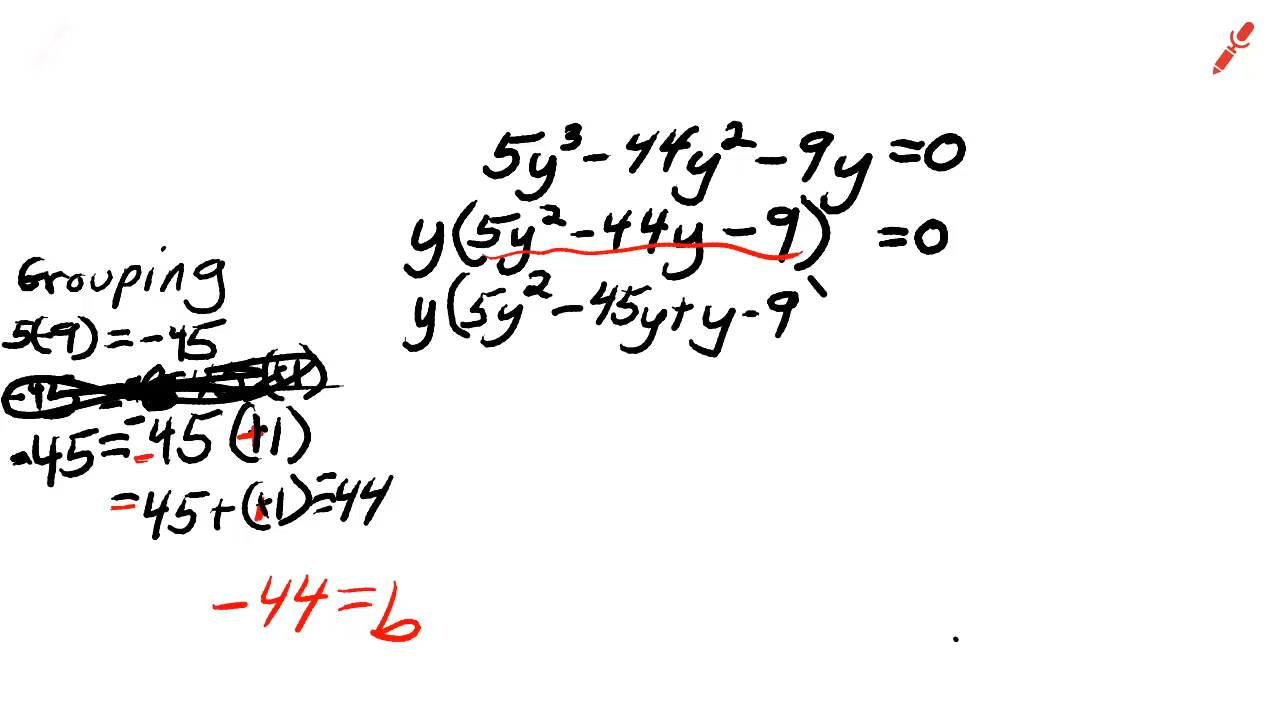 5y³ - 44y² - 9y = 0
y(5y² - 44y - 9) = 0
y(5y² - 45y + y - 9
Grouping
5(-9) = -45
-45 = -45(+1)
= -45 + (+1) = -44
-44 = b